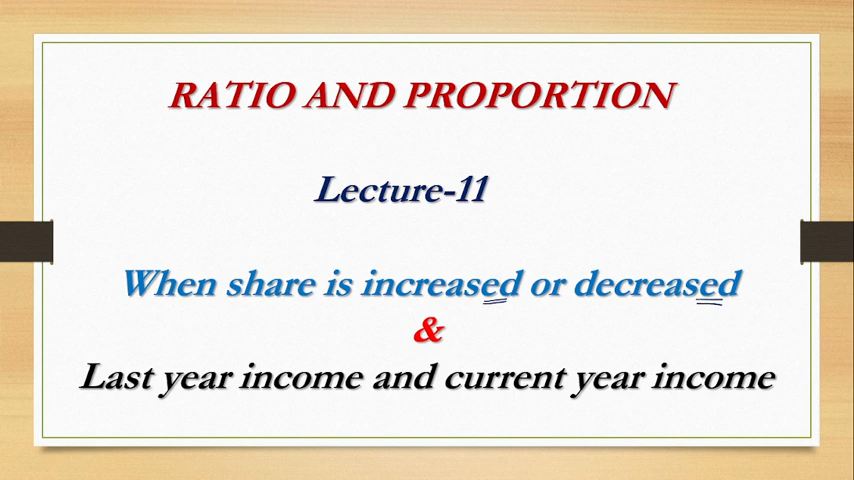 RATIO AND PROPORTION
Lecture-11
When share is increased or decreased
&
Last year income and current year income